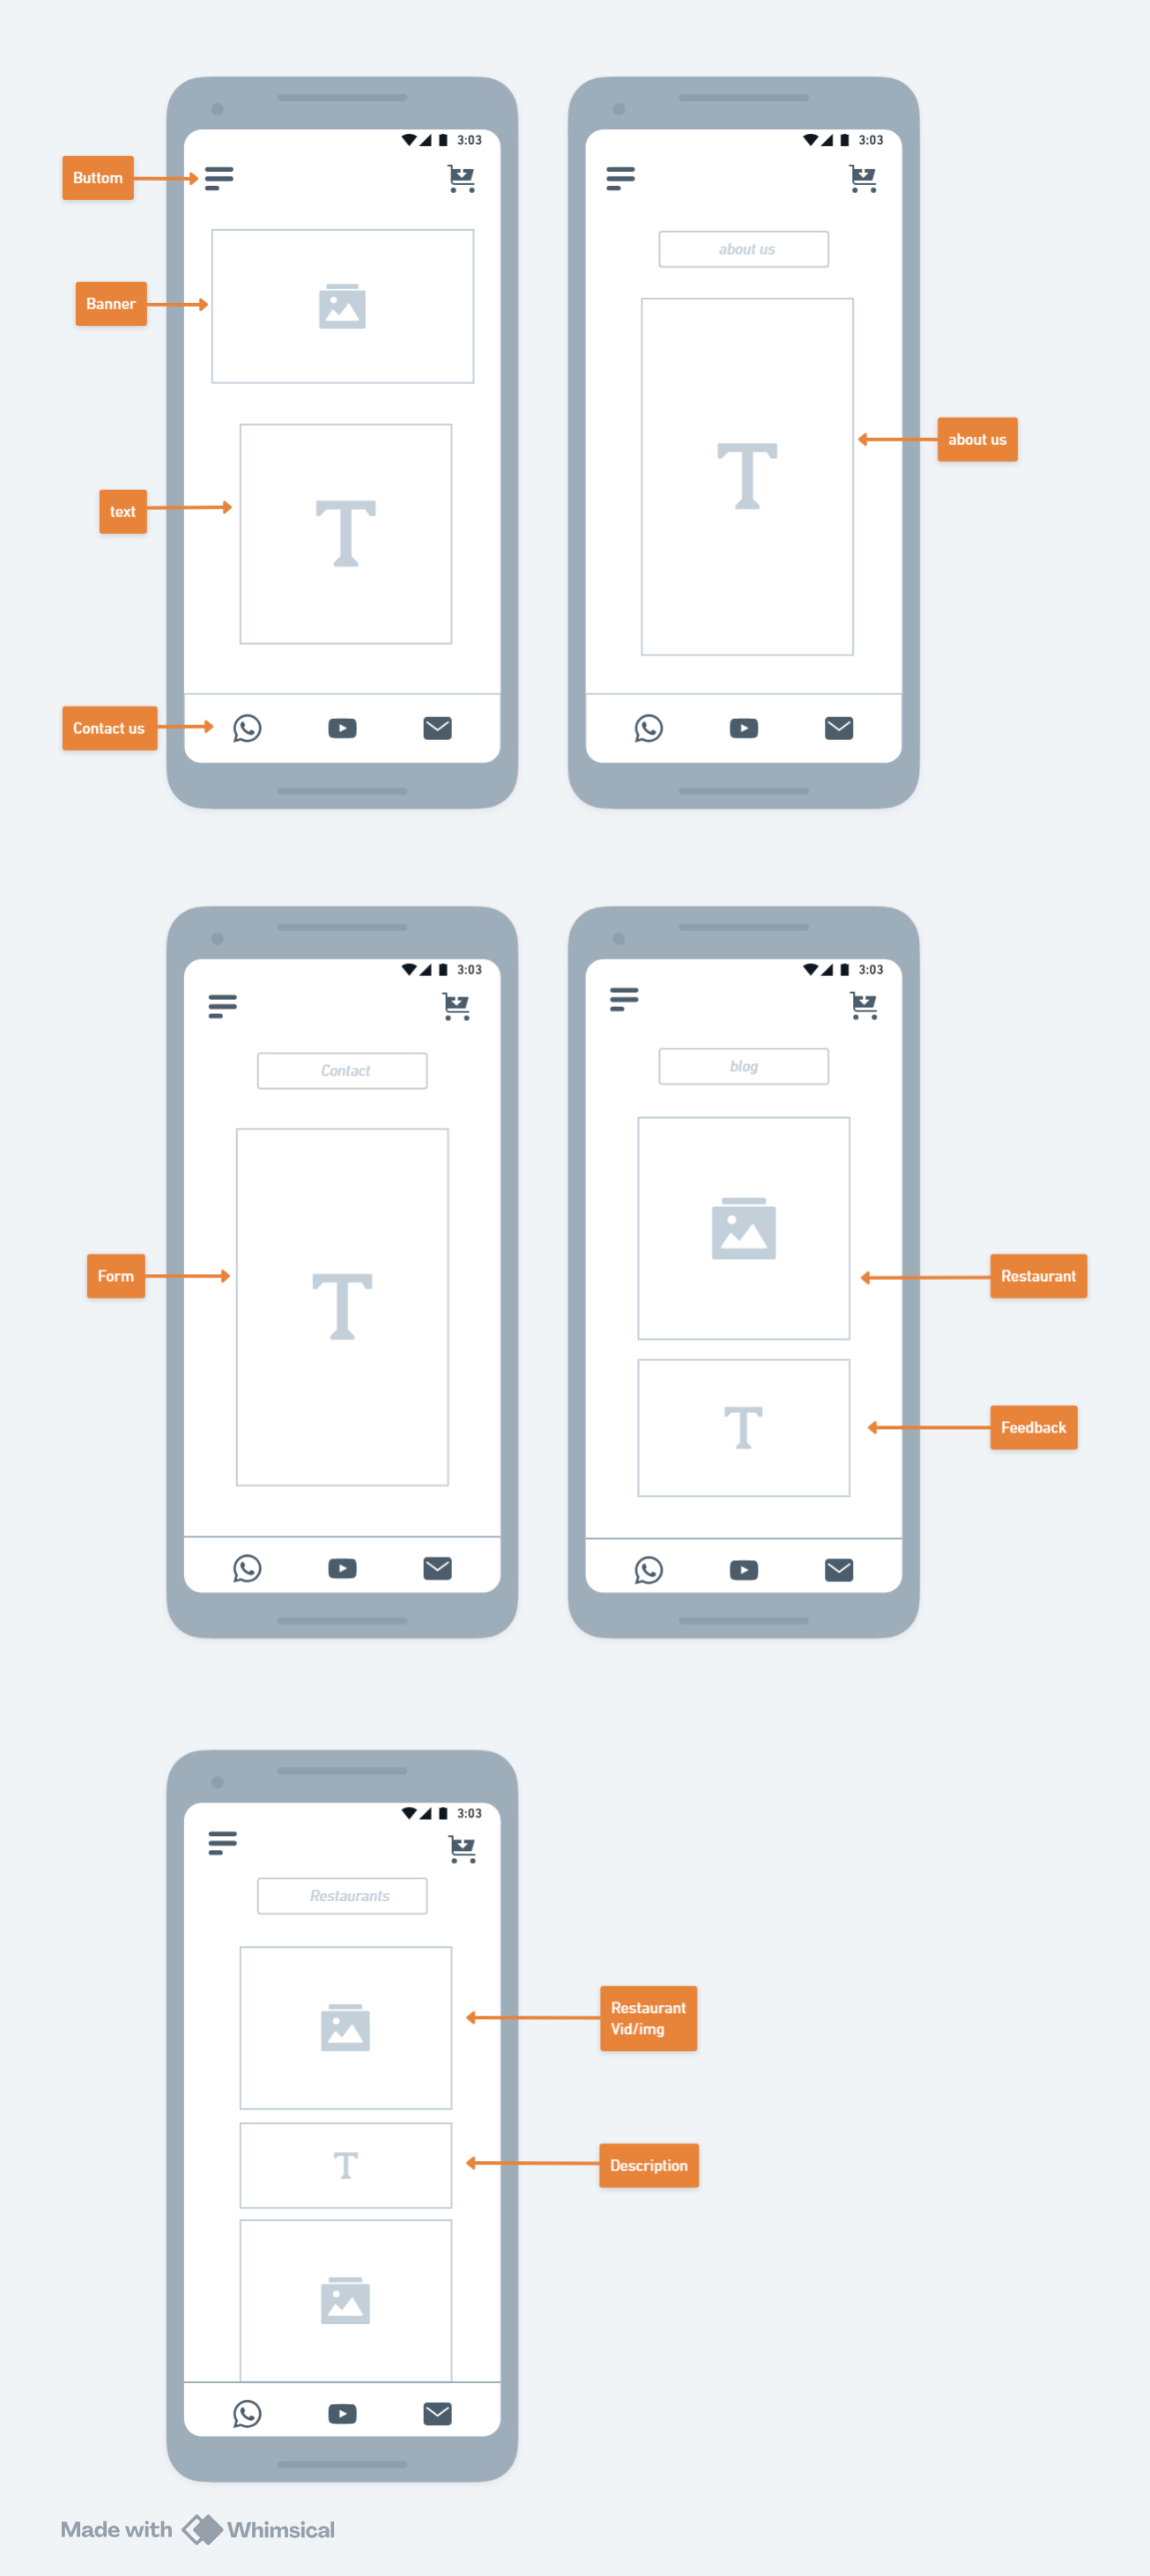 3:03
3:03
Buttom
Banner
about us
about us
text
Contact us
3:03
3:03
Contact
blog
Form
Restaurant
Feedback
3:03
Restaurants
Restaurant
Vid/img
Description
Made with Whimsical